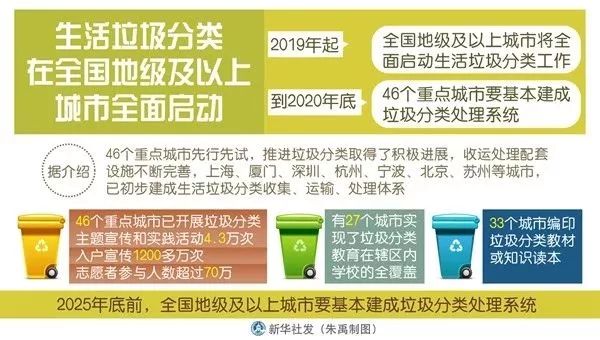 生活垃圾分类
在全国地级及以上
城市全面启动
2019年起
全国地级及以上城市将全
面启动生活垃圾分类工作
到2020年底
46个重点城市要基本建成
垃圾分类处理系统
据介绍
46个重点城市先行先试，推进垃圾分类取得了积极进展，收运处理配套
设施不断完善，上海、厦门、深圳、杭州、宁波、北京、苏州等城市，
已初步建成生活垃圾分类收集、运输、处理体系
46个重点城市已开展垃圾分类
主题宣传和实践活动4.3万次
入户宣传1200多万次
志愿者参与人数超过70万
有27个城市实
现了垃圾分类
教育在辖区内
学校的全覆盖
33个城市编印
垃圾分类教材
或知识读本
2025年底前，全国地级及以上城市要基本建成垃圾分类处理系统
新华社发（朱禹制图）